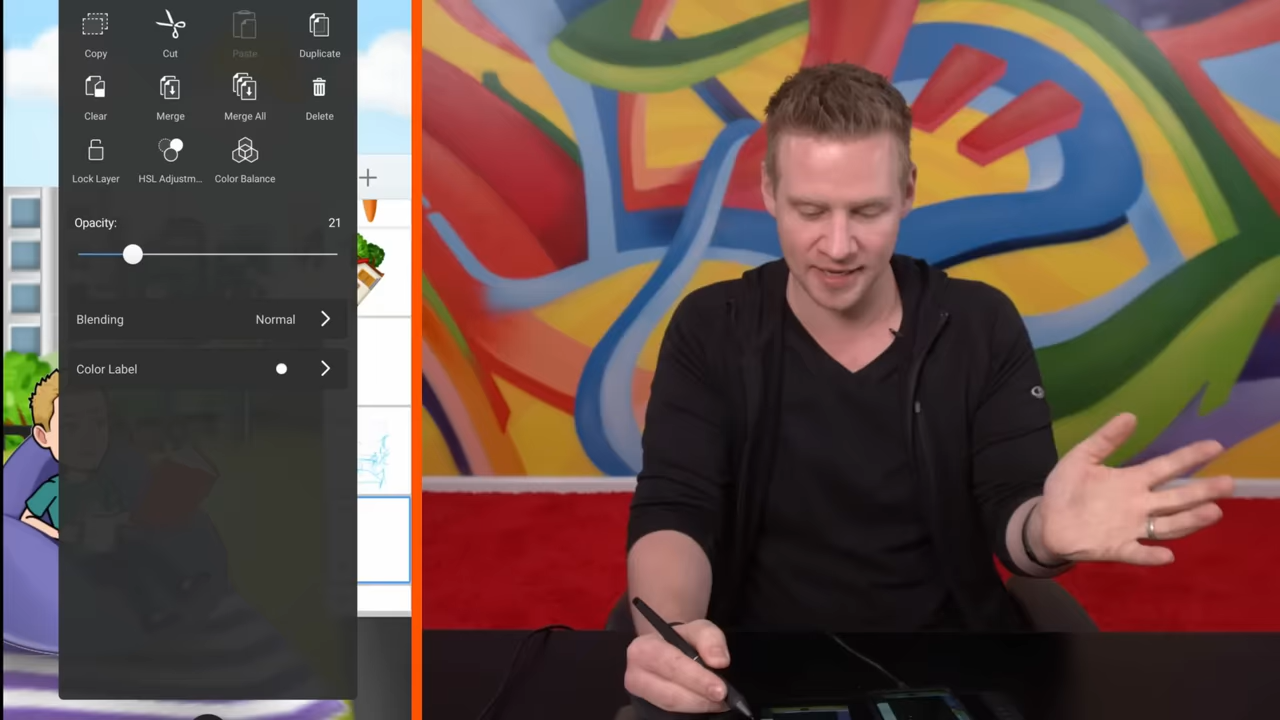 Copy Cut Paste Duplicate
Clear Merge Merge All Delete
Lock Layer HSL Adjustm... Color Balance
Opacity: 21
Blending Normal
Color Label